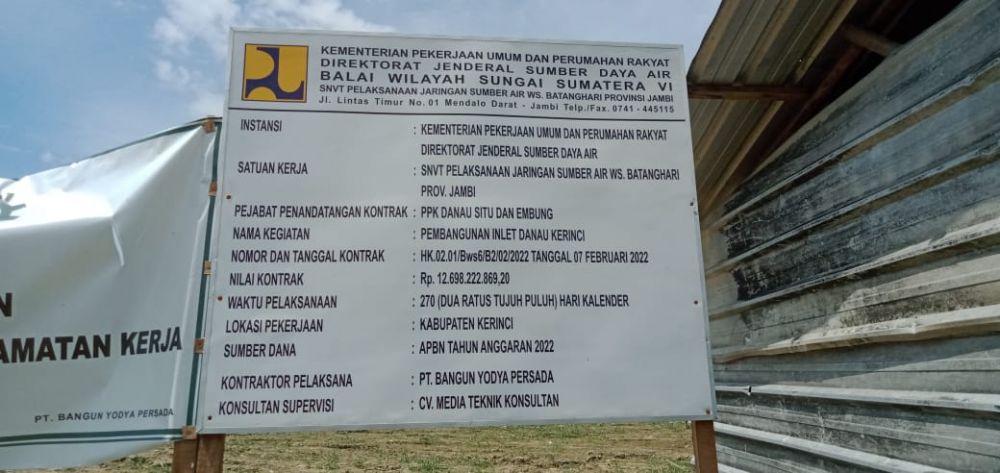 KEMENTERIAN PEKERJAAN UMUM DAN PERUMAHAN RAKYAT
DIREKTORAT JENDERAL SUMBER DAYA AIR
BALAI WILAYAH SUNGAI SUMATERA VI
SNVT PELAKSANAAN JARINGAN SUMBER AIR WS. BATANGHARI PROVINSI JAMBI
Jl. Lintas Timur No. 01 Mendalo Darat - Jambi Telp./Fax. 0741 - 445115
INSTANSI : KEMENTERIAN PEKERJAAN UMUM DAN PERUMAHAN RAKYAT
DIREKTORAT JENDERAL SUMBER DAYA AIR
SATUAN KERJA : SNVT PELAKSANAAN JARINGAN SUMBER AIR WS. BATANGHARI
PROV. JAMBI
PEJABAT PENANDATANGAN KONTRAK : PPK DANAU SITU DAN EMBUNG
NAMA KEGIATAN : PEMBANGUNAN INLET DANAU KERINCI
NOMOR DAN TANGGAL KONTRAK : HK.02.01/Bws6/B2/02/2022 TANGGAL 07 FEBRUARI 2022
NILAI KONTRAK : Rp. 12.698.222.869,20
WAKTU PELAKSANAAN : 270 (DUA RATUS TUJUH PULUH) HARI KALENDER
LOKASI PEKERJAAN : KABUPATEN KERINCI
SUMBER DANA : APBN TAHUN ANGGARAN 2022
KONTRAKTOR PELAKSANA : PT. BANGUN YODYA PERSADA
KONSULTAN SUPERVISI : CV. MEDIA TEKNIK KONSULTAN
N
AMATAN KERJA
PT. BANGUN YODYA PERSADA